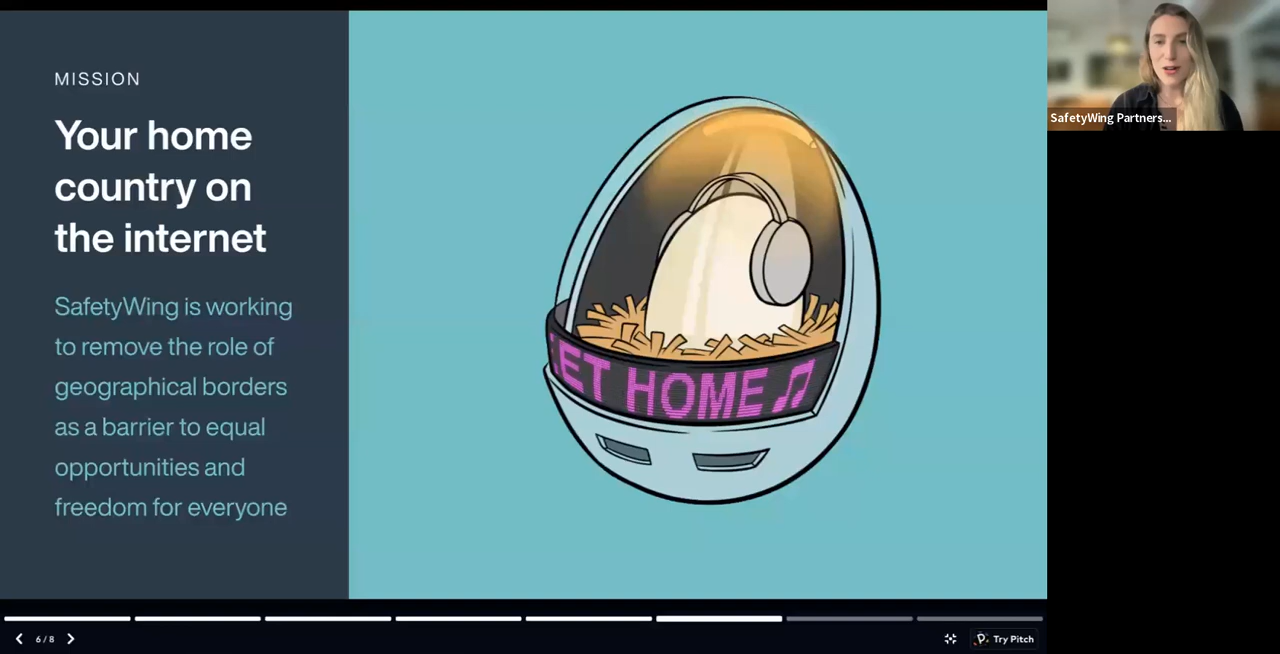 MISSION
Your home
country on
the internet
SafetyWing is working
to remove the role of
geographical borders
as a barrier to equal
opportunities and
freedom for everyone
ET HOME
SafetyWing Partners...
6 / 8
Try Pitch